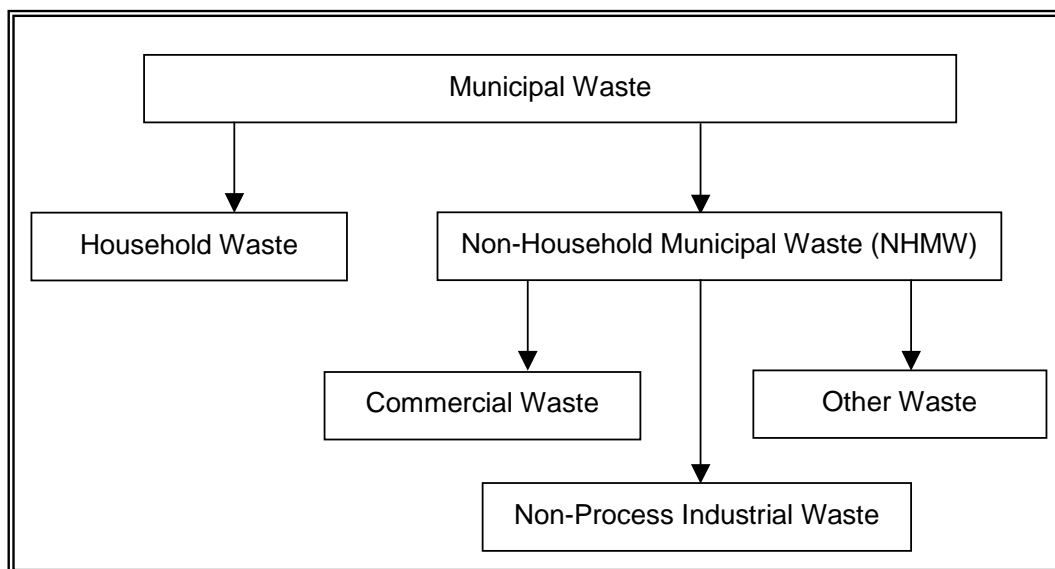 Municipal Waste
Household Waste
Non-Household Municipal Waste (NHMW)
Commercial Waste
Other Waste
Non-Process Industrial Waste